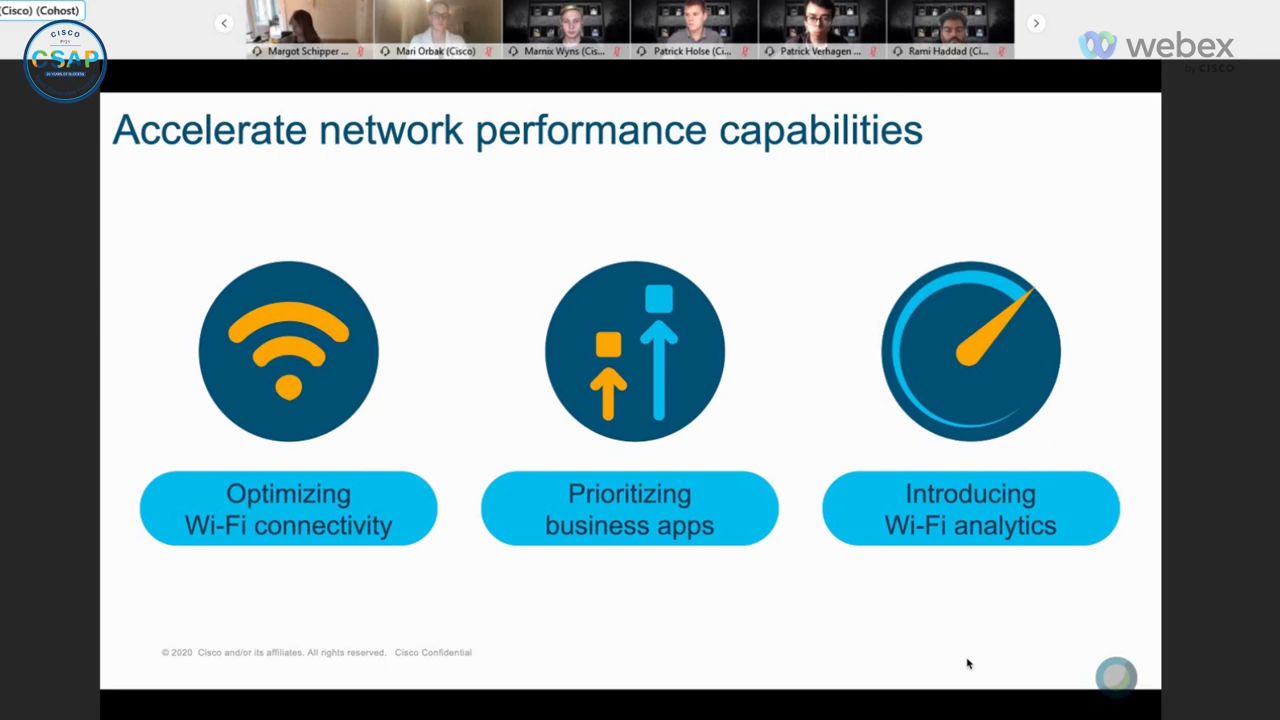 (Cisco) (Cohost)
CISCO
FY21
CSAP
Margot Schipper ...
Mari Orbak (Cisco)
Marnix Wyns (Cis...
Patrick Holse (Ci...
Patrick Verhagen ...
Rami Haddad (Ci...
webex
by CISCO
Accelerate network performance capabilities
Optimizing
Wi-Fi connectivity
Prioritizing
business apps
Introducing
Wi-Fi analytics
© 2020 Cisco and/or its affiliates. All rights reserved. Cisco Confidential